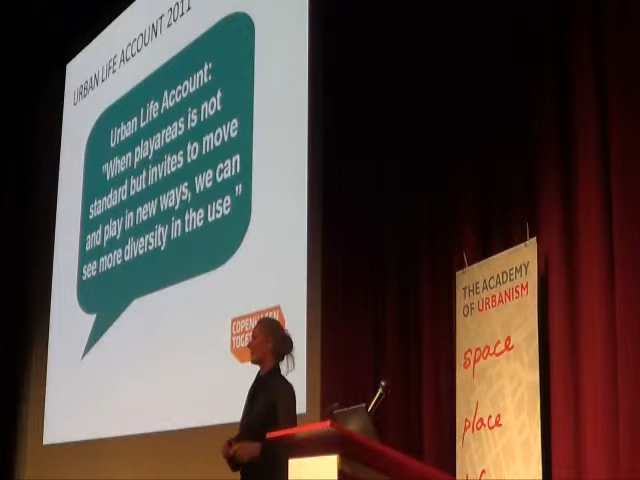 URBAN LIFE ACCOUNT 2011
Urban Life Account:
"When playareas is not
standard but invites to move
and play in new ways, we can
see more diversity in the use "
COPENHAGEN
THE ACADEMY
OF URBANISM
space
place